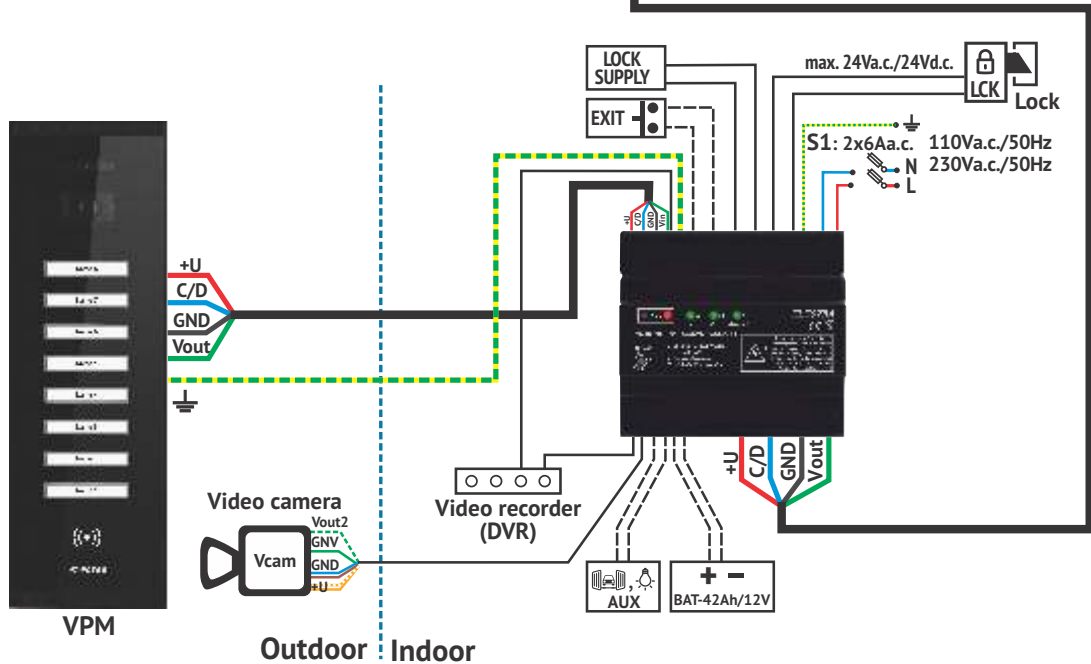 LOCK
SUPPLY
EXIT
max. 24Va.c./24Vd.c.
LCK
Lock
S1: 2x6Aa.c.
110Va.c./50Hz
230Va.c./50Hz
N
L
+U
C/D
GND
Vin
+U
C/D
GND
Vout
+U
C/D
GND
Vout
Video recorder
(DVR)
Video camera
Vcam
Vout2
GNV
GND
+U
AUX
+ -
BAT-42Ah/12V
VPM
Outdoor
Indoor